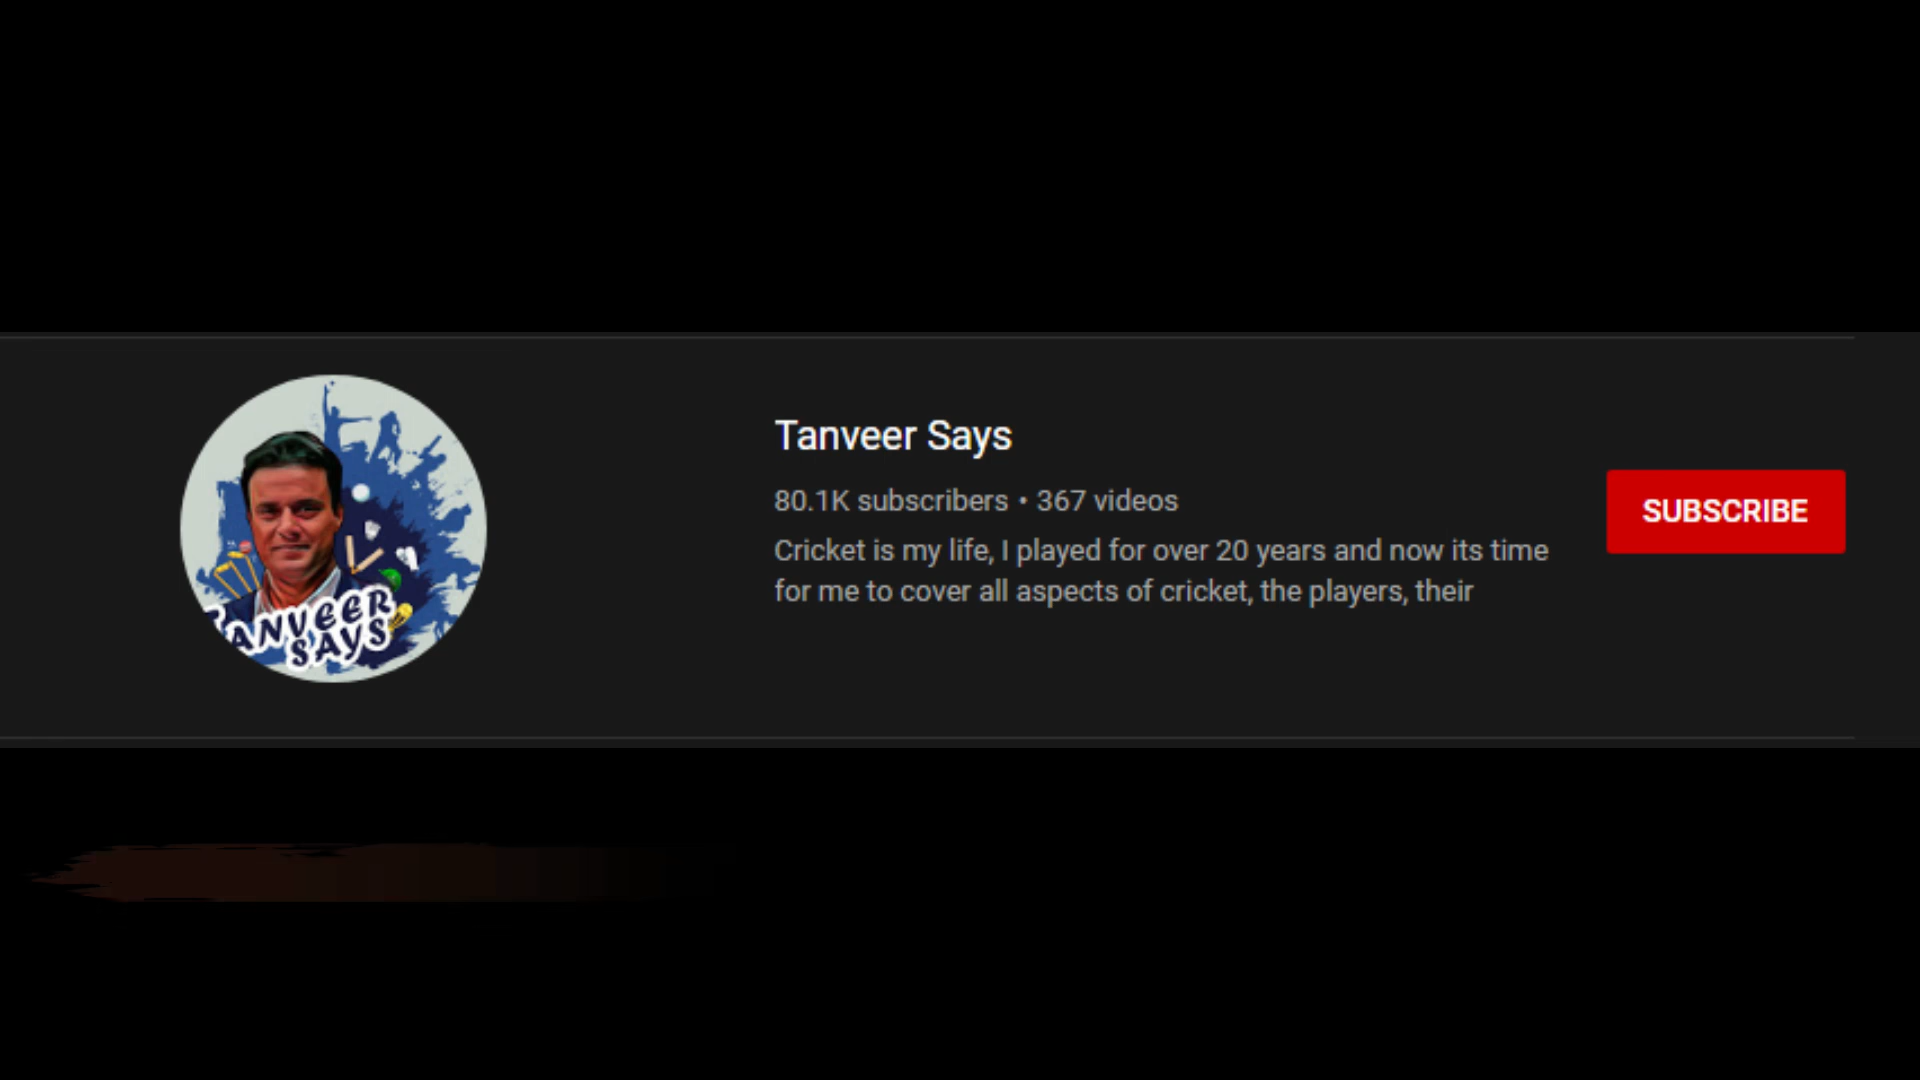 Tanveer Says
80.1K subscribers • 367 videos
Cricket is my life, I played for over 20 years and now its time
for me to cover all aspects of cricket, the players, their
SUBSCRIBE
TANVEER
SAYS